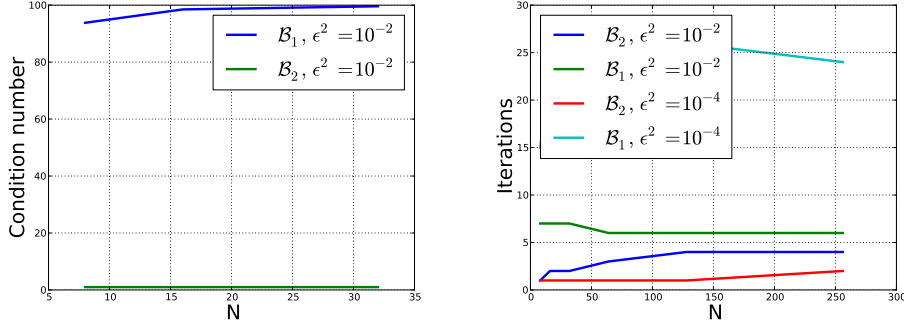 100
80
60
40
20
0
Condition number
5
10
15
20
25
30
35
N
B₁, ϵ² =10⁻²
B₂, ϵ² =10⁻²
30
25
20
15
10
5
0
Iterations
0
50
100
150
200
250
300
N
B₂, ϵ² =10⁻²
B₁, ϵ² =10⁻²
B₂, ϵ² =10⁻⁴
B₁, ϵ² =10⁻⁴